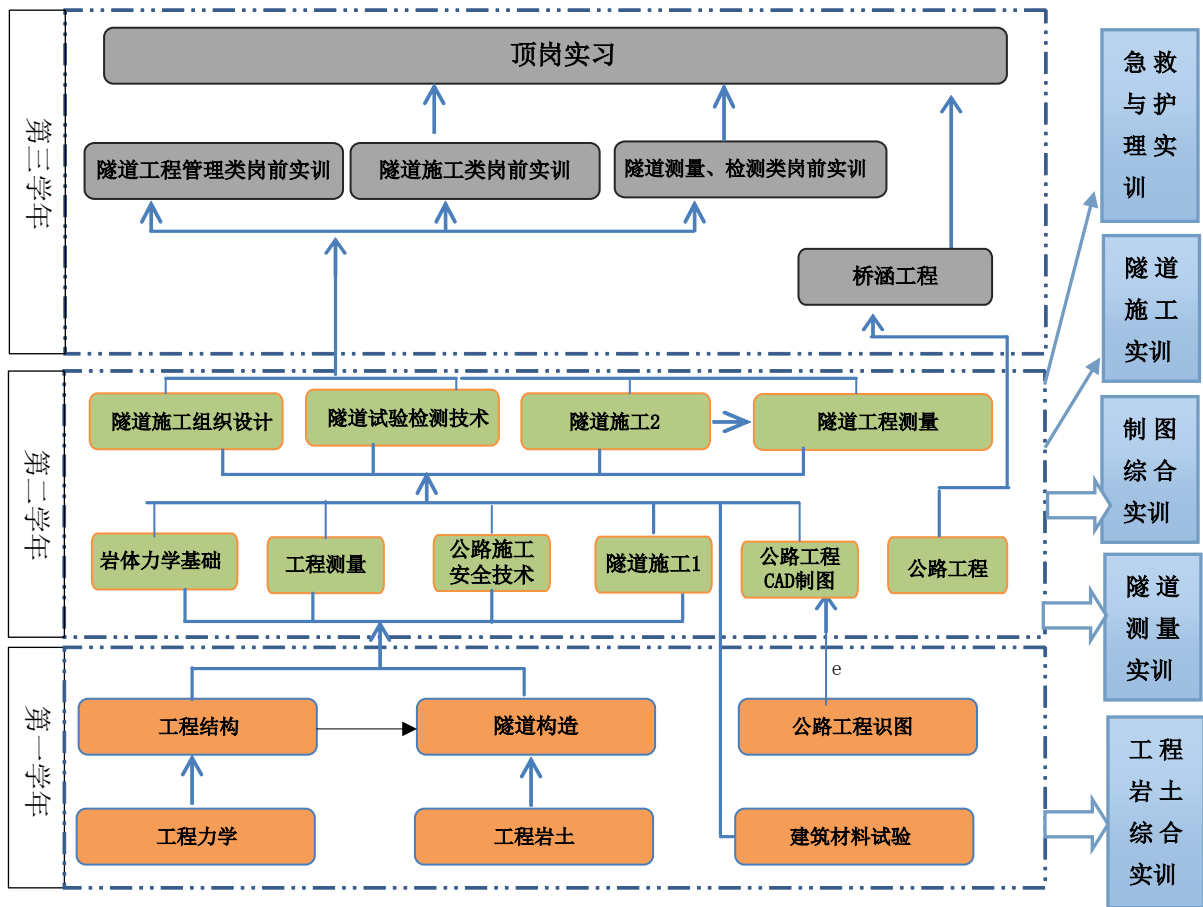 第三学年
顶岗实习
隧道工程管理类岗前实训
隧道施工类岗前实训
隧道测量、检测类岗前实训
桥涵工程
第二学年
隧道施工组织设计
隧道试验检测技术
隧道施工2
隧道工程测量
岩体力学基础
工程测量
公路施工
安全技术
隧道施工1
公路工程
CAD制图
公路工程
第一学年
e
工程结构
隧道构造
公路工程识图
工程力学
工程岩土
建筑材料试验
急救
与护
理实
训
隧道
施工
实训
制图
综合
实训
隧道
测量
实训
工程
岩土
综合
实训